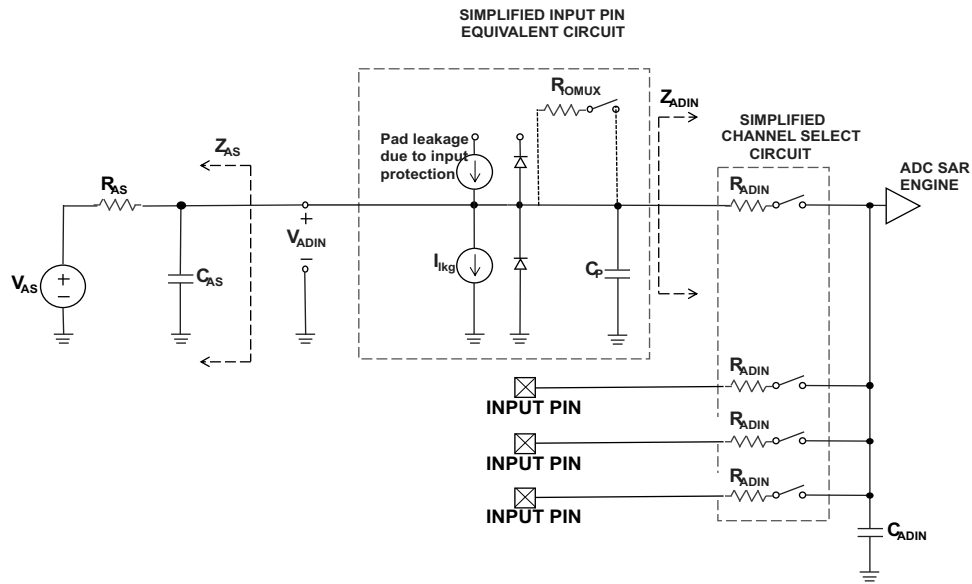 SIMPLIFIED INPUT PIN
EQUIVALENT CIRCUIT
RIOMUX
ZADIN
SIMPLIFIED
CHANNEL SELECT
CIRCUIT
Pad leakage
due to input
protection
ZAS
RAS
RADIN
ADC SAR
ENGINE
+
VADIN
−
Ilkg
CP
CAS
VAS
+
−
RADIN
INPUT PIN
RADIN
INPUT PIN
RADIN
INPUT PIN
CADIN